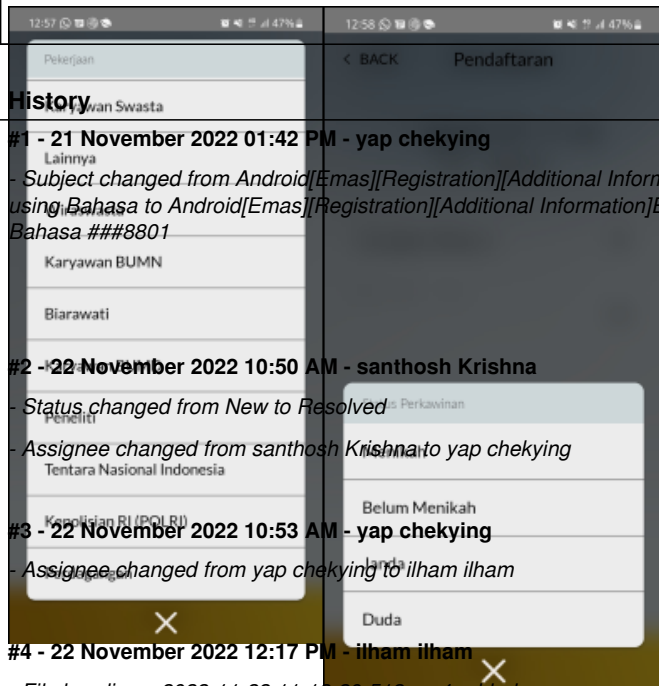 12:57
47%
12:58
47%
Pekerjaan
< BACK Pendaftaran
History
Karyawan Swasta
#1 - 21 November 2022 01:42 PM - yap chekying
Lainnya
- Subject changed from Android[Emas][Registration][Additional Inform
using Bahasa to Android[Emas][Registration][Additional Information]E
Wiraswasta
Bahasa ###8801
Karyawan BUMN
Biarawati
#2 - 22 November 2022 10:50 AM - santhosh Krishna
- Status changed from New to Resolved
Status Perkawinan
Peneliti
- Assignee changed from santhosh Krishna to yap chekying
Menikah
Tentara Nasional Indonesia
Belum Menikah
Kepolisian RI (POLRI)
#3 - 22 November 2022 10:53 AM - yap chekying
Janda
- Assignee changed from yap chekying to ilham ilham
Perdagangan
Duda
#4 - 22 November 2022 12:17 PM - ilham ilham